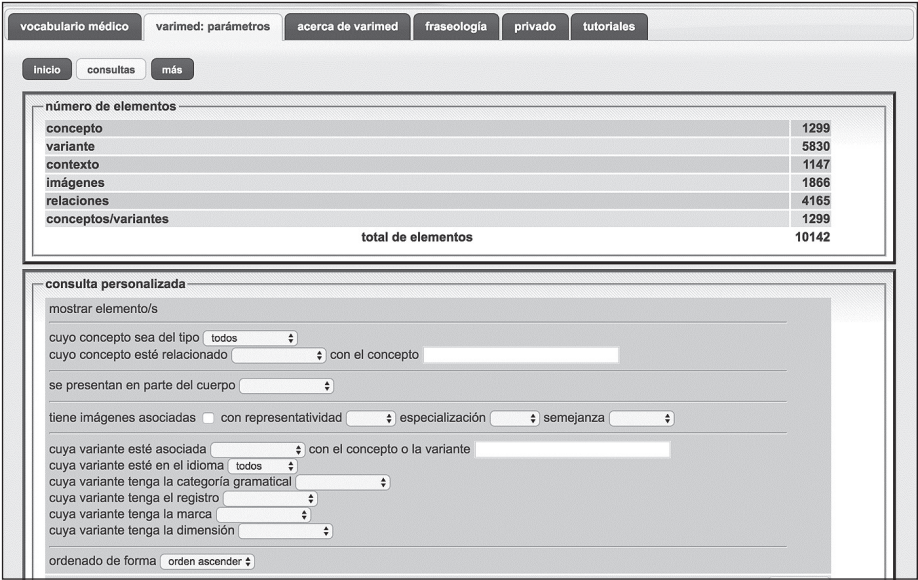 vocabulario médico varimed: parámetros acerca de varimed fraseología privado tutoriales
inicio consultas más
número de elementos
concepto 1299
variante 5830
contexto 1147
imágenes 1866
relaciones 4165
conceptos/variantes 1299
total de elementos 10142
consulta personalizada
mostrar elemento/s
cuyo concepto sea del tipo todos
cuyo concepto esté relacionado con el concepto
se presentan en parte del cuerpo
tiene imágenes asociadas con representatividad especialización semejanza
cuya variante esté asociada con el concepto o la variante
cuya variante esté en el idioma todos
cuya variante tenga la categoría gramatical
cuya variante tenga el registro
cuya variante tenga la marca
cuya variante tenga la dimensión
ordenado de forma orden ascender